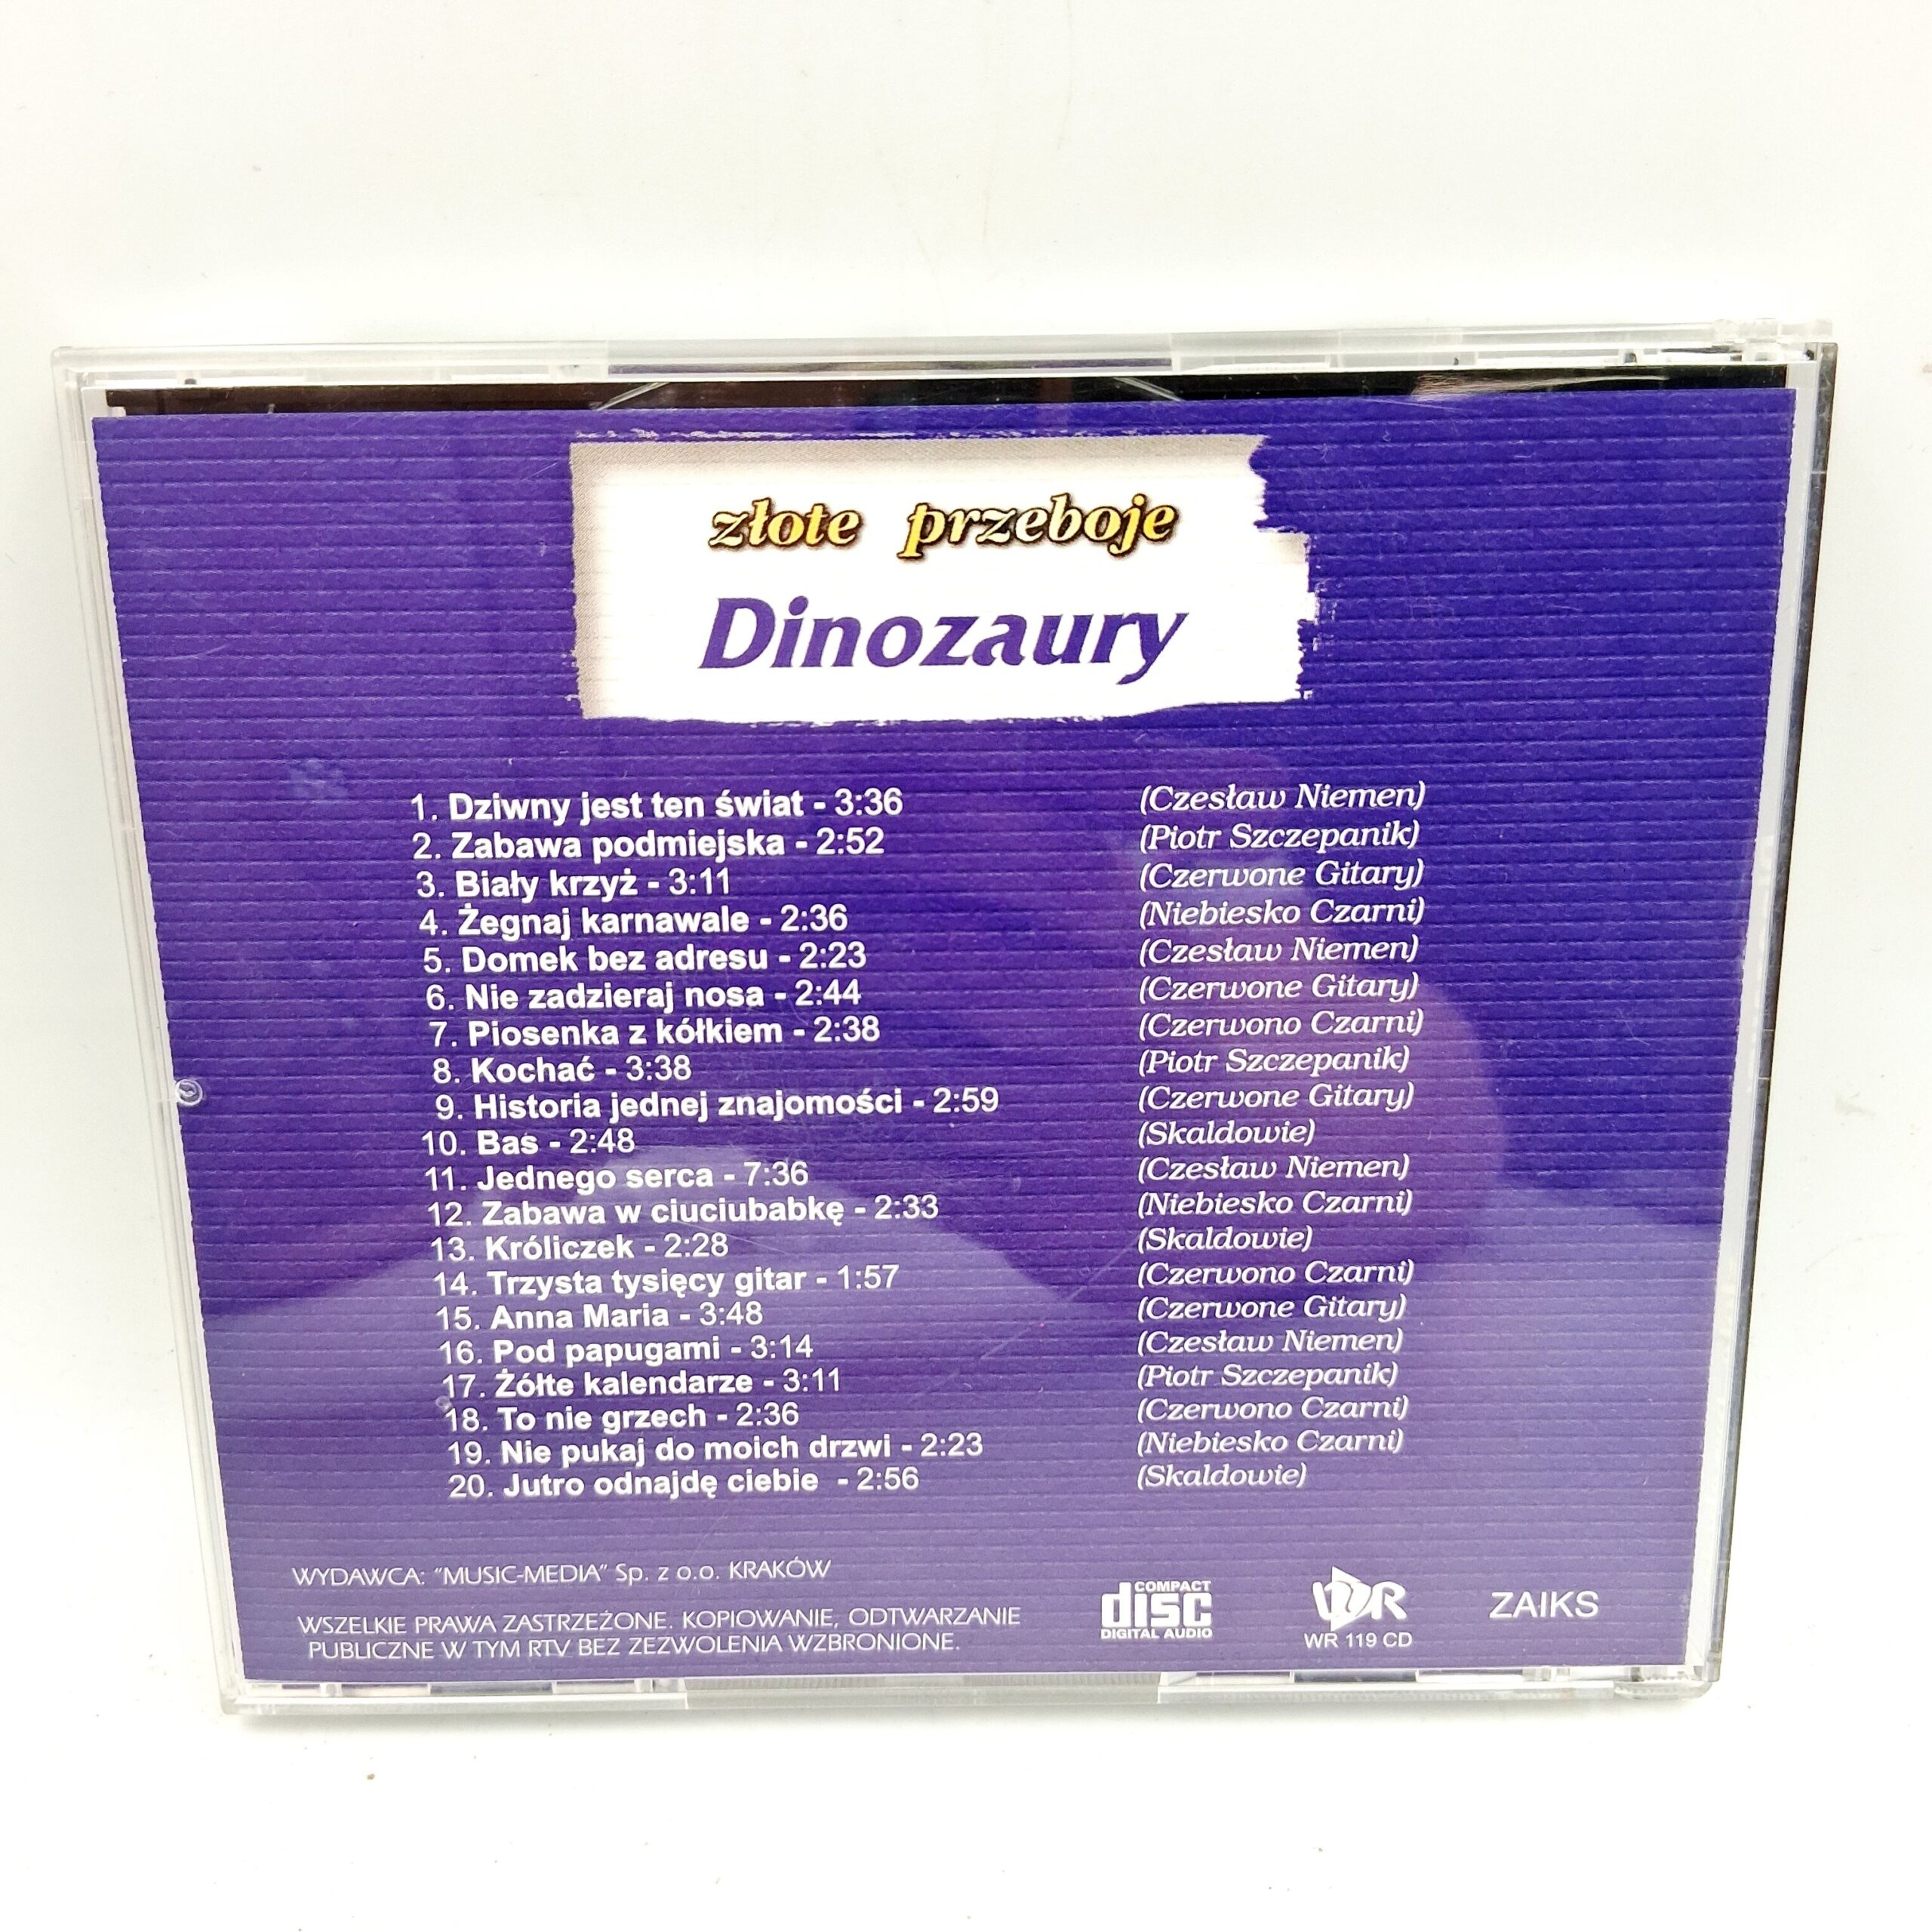 złote przeboje
Dinozaury
1. Dziwny jest ten świat - 3:36 (Czesław Niemen)
2. Zabawa podmiejska - 2:52 (Piotr Szczepanik)
3. Biały krzyż - 3:11 (Czerwone Gitary)
4. Żegnaj karnawale - 2:36 (Niebiesko Czarni)
5. Domek bez adresu - 2:23 (Czesław Niemen)
6. Nie zadzieraj nosa - 2:44 (Czerwone Gitary)
7. Piosenka z kółkiem - 2:38 (Czerwono Czarni)
8. Kochać - 3:38 (Piotr Szczepanik)
9. Historia jednej znajomości - 2:59 (Czerwone Gitary)
10. Bas - 2:48 (Skaldowie)
11. Jednego serca - 7:36 (Czesław Niemen)
12. Zabawa w ciuciubabkę - 2:33 (Niebiesko Czarni)
13. Króliczek - 2:28 (Skaldowie)
14. Trzysta tysięcy gitar - 1:57 (Czerwono Czarni)
15. Anna Maria - 3:48 (Czerwone Gitary)
16. Pod papugami - 3:14 (Czesław Niemen)
17. Żółte kalendarze - 3:11 (Piotr Szczepanik)
18. To nie grzech - 2:36 (Czerwono Czarni)
19. Nie pukaj do moich drzwi - 2:23 (Niebiesko Czarni)
20. Jutro odnajdę ciebie - 2:56 (Skaldowie)
WYDAWCA: "MUSIC-MEDIA" Sp. z o.o. KRAKÓW
WSZELKIE PRAWA ZASTRZEŻONE. KOPIOWANIE, ODTWARZANIE
PUBLICZNE W TYM RTV BEZ ZEZWOLENIA WZBRONIONE.
COMPACT
disc
DIGITAL AUDIO
WR
WR 119 CD
ZAIKS